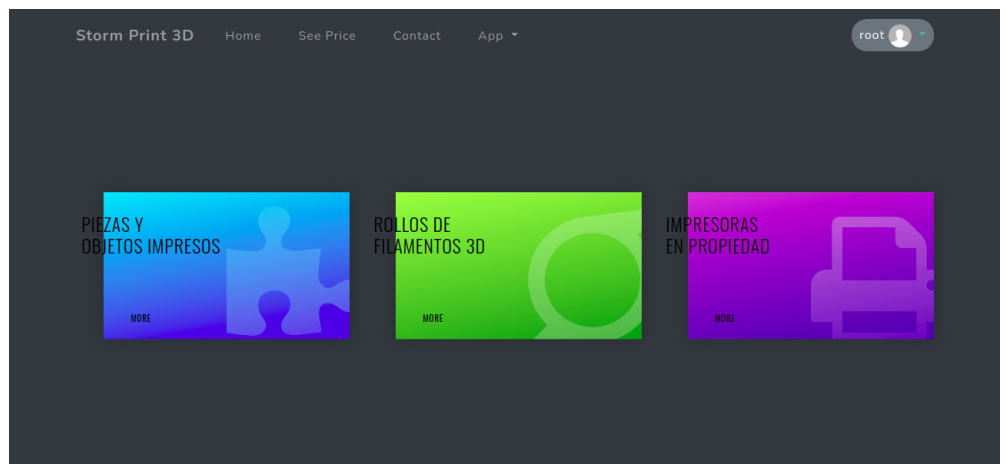 Storm Print 3D Home See Price Contact App root
PIEZAS Y
OBJETOS IMPRESOS
MORE
ROLLOS DE
FILAMENTOS 3D
MORE
IMPRESORAS
EN PROPIEDAD
MORE